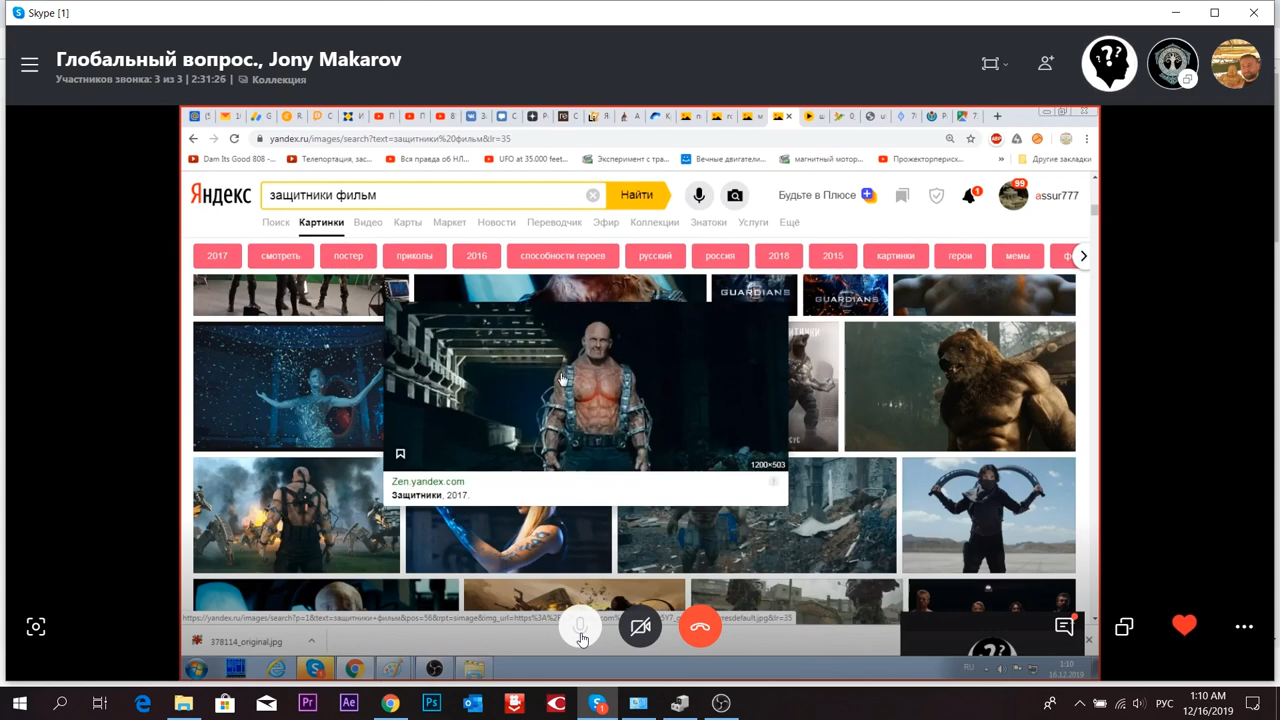 Skype [1]
Глобальный вопрос., Jony Makarov
Участников звонка: 3 из 3 | 2:31:26 | Коллекция
yandex.ru/images/search?text=защитники%20фильм&lr=35
Dam Its Good 808 -...
Телепортация, зас...
Вся правда об НЛ...
UFO at 35.000 feet...
Эксперимент с тра...
Вечные двигатели...
магнитный мотор...
Прожекторперис...
»
Другие закладки
Яндекс
защитники фильм
Найти
Будьте в Плюсе
1
99
assur777
Поиск Картинки Видео Карты Маркет Новости Переводчик Эфир Коллекции Знатоки Услуги Ещё
2017 смотреть постер приколы 2016 способности героев русский россия 2018 2015 картинки герои мемы
GUARDIANS
GUARDIANS
1200×503
Zen.yandex.com
Защитники, 2017.
378114_original.jpg
RU
1:10
16.12.2019
Pr Ae Ps
РУС
1:10 AM
12/16/2019